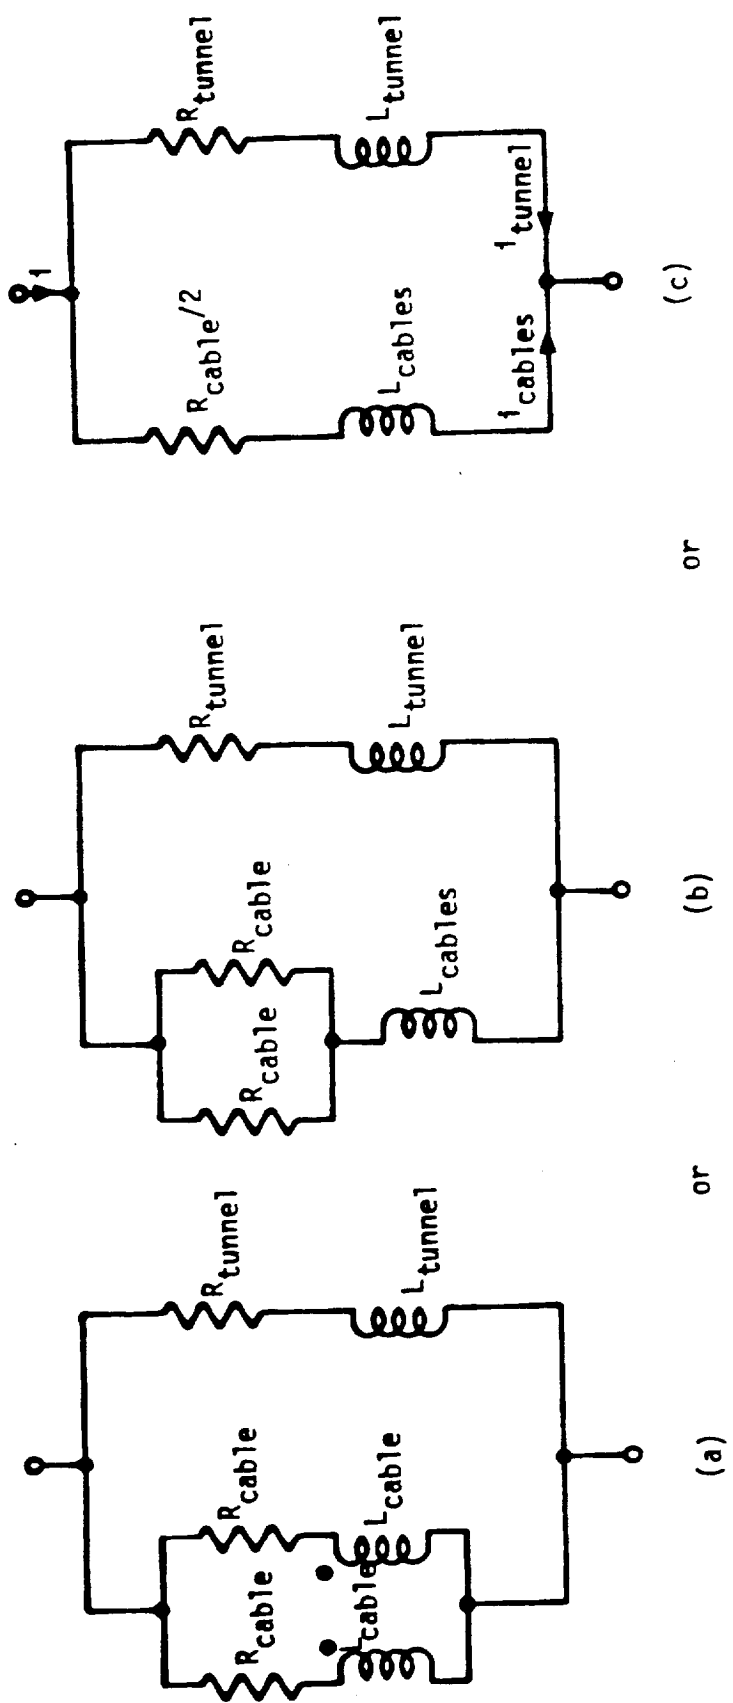 R_cable
R_cable
R_tunnel
L_cable
L_cable
L_tunnel
(a)
or
R_cable
R_cable
R_tunnel
L_cables
L_tunnel
(b)
or
i
R_cable/2
R_tunnel
L_cables
L_tunnel
i_cables
i_tunnel
(c)